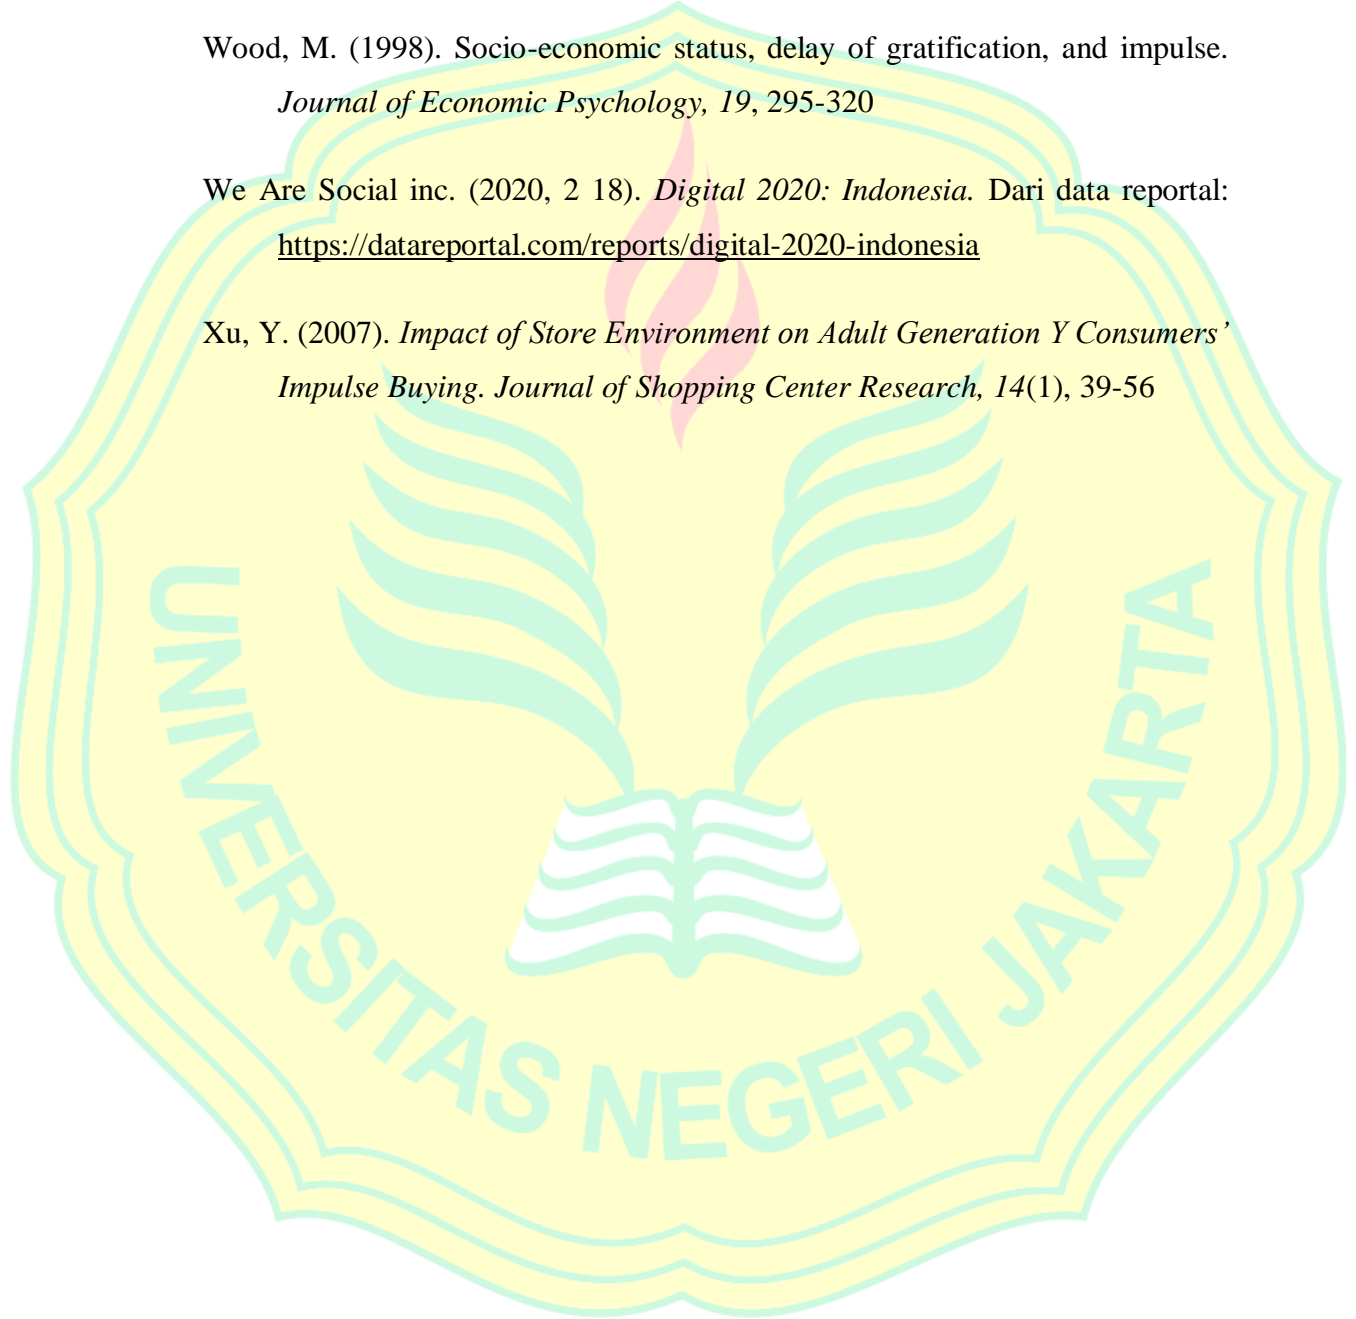 Wood, M. (1998). Socio-economic status, delay of gratification, and impulse.
Journal of Economic Psychology, 19, 295-320
We Are Social inc. (2020, 2 18). Digital 2020: Indonesia. Dari data reportal:
https://datareportal.com/reports/digital-2020-indonesia
Xu, Y. (2007). Impact of Store Environment on Adult Generation Y Consumers’
Impulse Buying. Journal of Shopping Center Research, 14(1), 39-56
UNIVERSITAS NEGERI JAKARTA